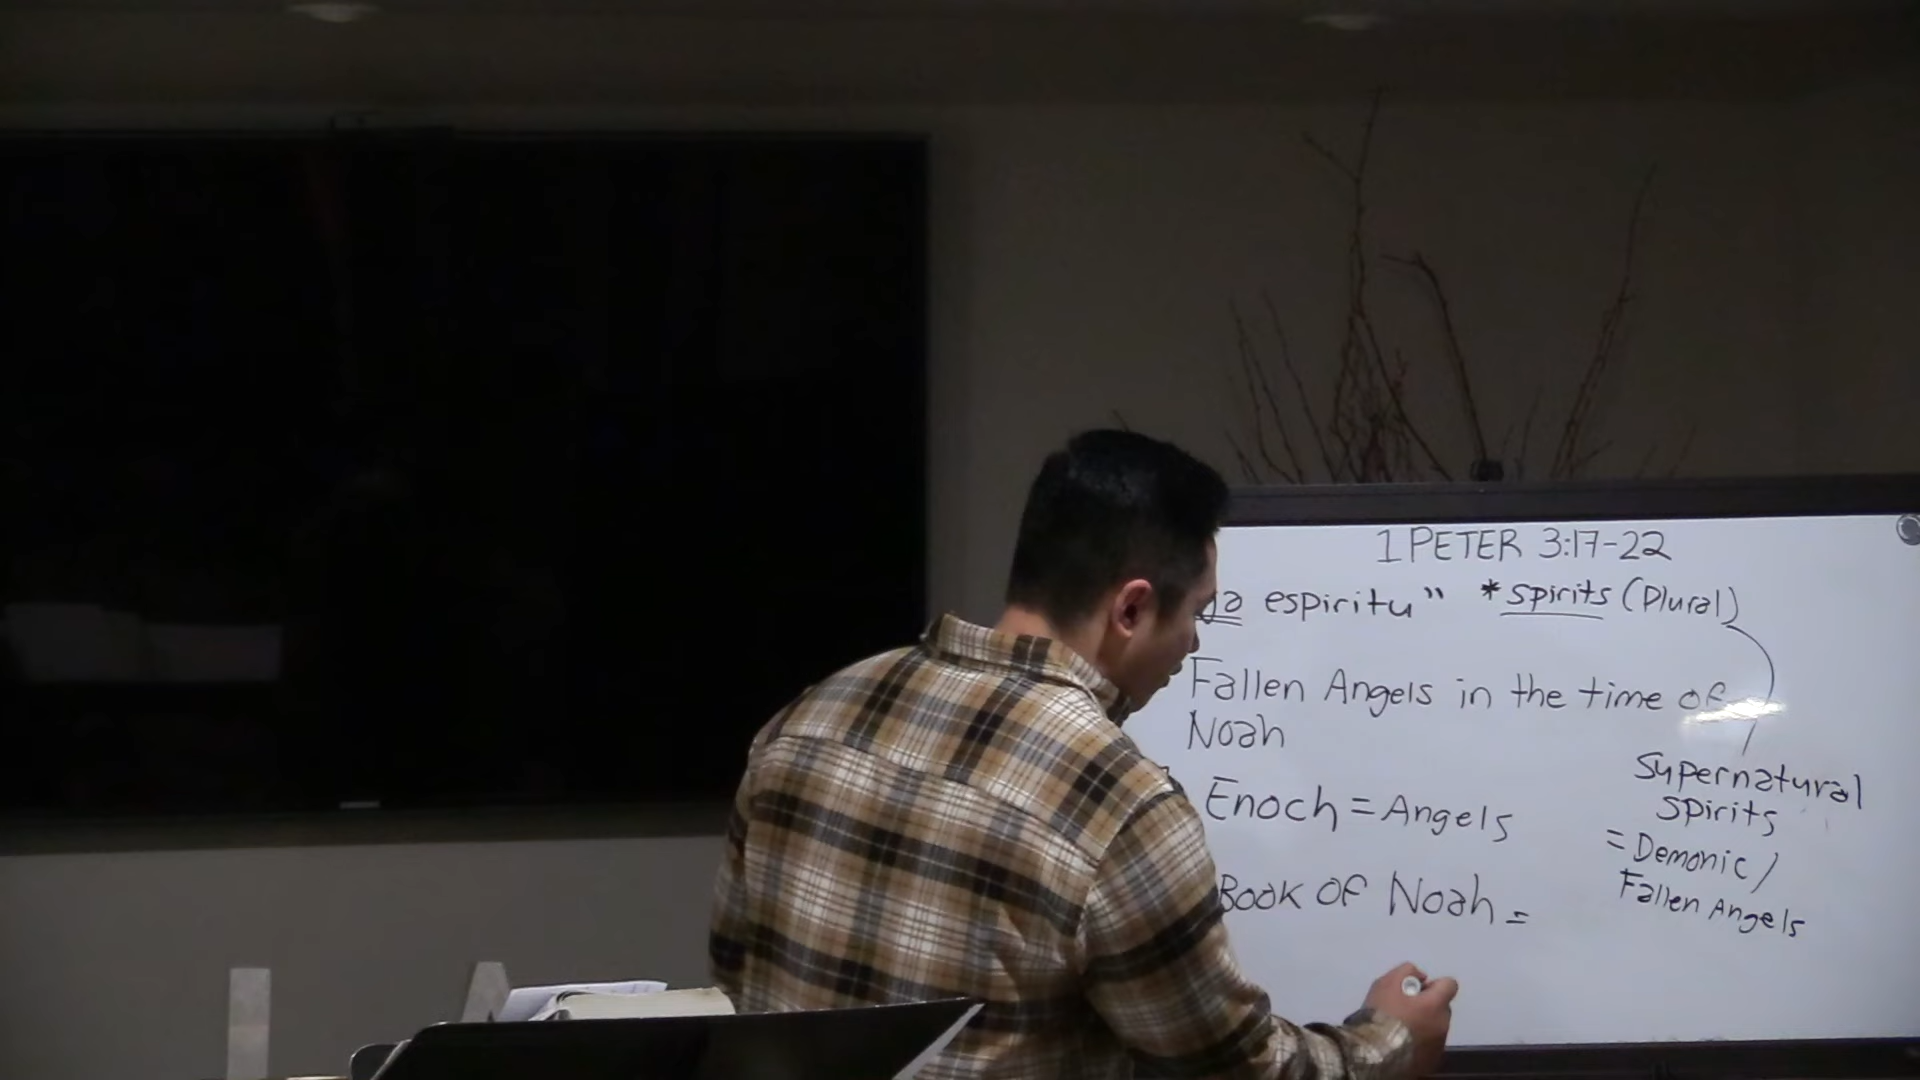 1 PETER 3:17-22
ga espiritu" *spirits (Plural)
Fallen Angels in the time of
Noah
Enoch = Angels
Book of Noah =
Supernatural
spirits
= Demonic /
Fallen Angels